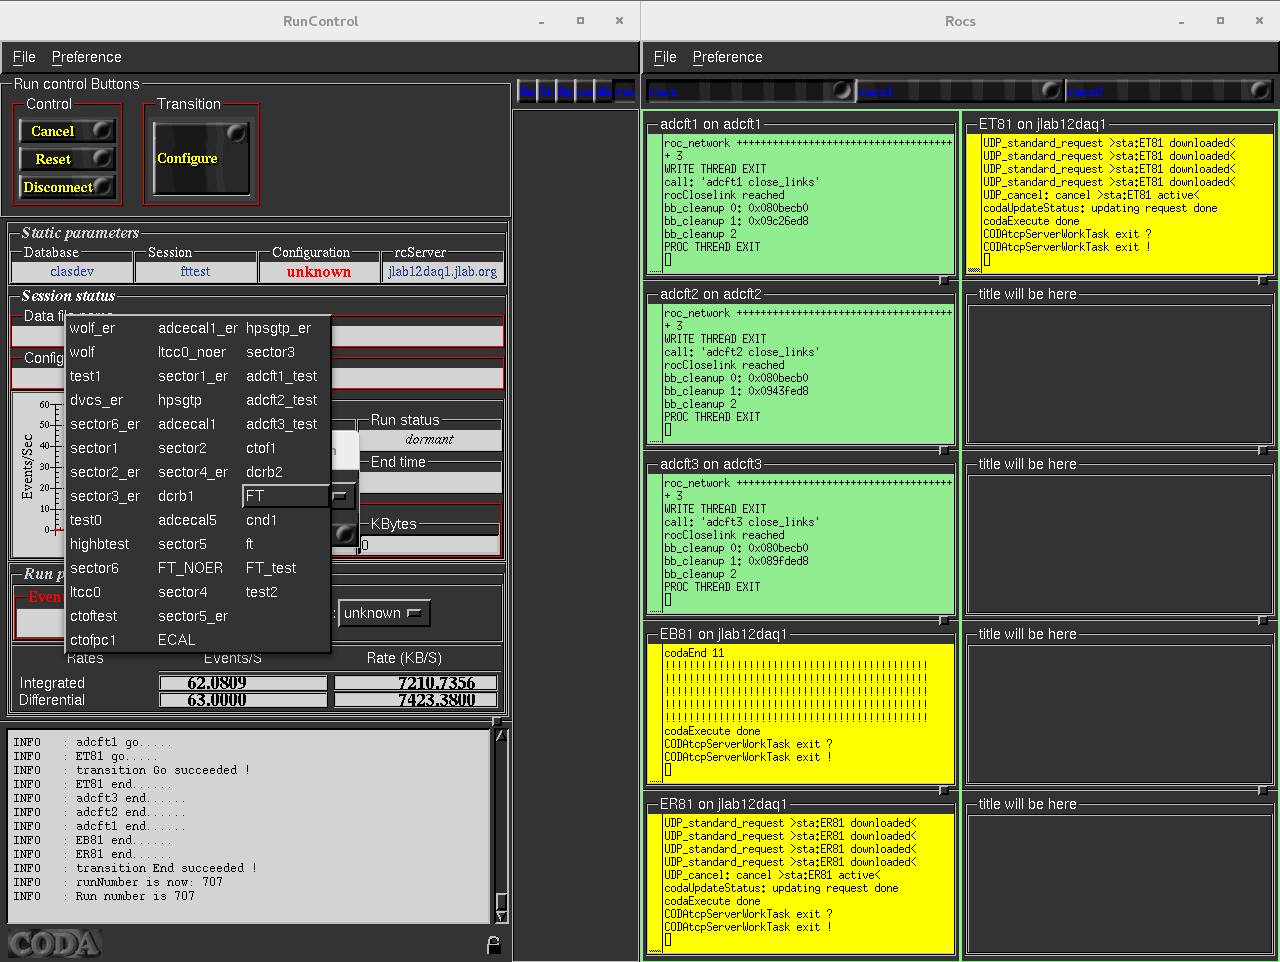 RunControl
File Preference
Run control Buttons
Control
Transition
Cancel
Reset
Disconnect
Configure
Static parameters
Database Session Configuration rcServer
clasdev fttest unknown jlab12daq1.jlab.org
Session status
Data file name
Config
wolf_er adcecal1_er hpsgtp_er
wolf ltcc0_noer sector3
test1 sector1_er adcft1_test
dvcs_er hpsgtp adcft2_test
sector6_er adcecal1 adcft3_test
sector1 sector2 ctof1
sector2_er sector4_er dcrb2
sector3_er dcrb1 FT
test0 adcecal5 cnd1
highbtest sector5 ft
sector6 FT_NOER FT_test
ltcc0 sector4 test2
ctoftest sector5_er
ctofpc1 ECAL
Events/Sec
60
50
40
30
20
10
0
Run status
dormant
End time
KBytes
0
Run p
Even
: unknown
Rates Events/S Rate (KB/S)
Integrated 62.0809 7210.7356
Differential 63.0000 7423.3800
INFO : adcft1 go.....
INFO : ET81 go.....
INFO : transition Go succeeded !
INFO : ET81 end......
INFO : adcft3 end......
INFO : adcft2 end......
INFO : adcft1 end......
INFO : EB81 end......
INFO : ER81 end......
INFO : transition End succeeded !
INFO : runNumber is now: 707
INFO : Run number is 707
CODA
Rocs
File Preference
adcft1 on adcft1
roc_network ++++++++++++++++++++++++++++++++++++
+ 3
WRITE THREAD EXIT
call: 'adcft1 close_links'
rocCloselink reached
bb_cleanup 0: 0x080becb0
bb_cleanup 1: 0x09c26ed8
bb_cleanup 2
PROC THREAD EXIT
adcft2 on adcft2
roc_network ++++++++++++++++++++++++++++++++++++
+ 3
WRITE THREAD EXIT
call: 'adcft2 close_links'
rocCloselink reached
bb_cleanup 0: 0x080becb0
bb_cleanup 1: 0x0943fed8
bb_cleanup 2
PROC THREAD EXIT
adcft3 on adcft3
roc_network ++++++++++++++++++++++++++++++++++++
+ 3
WRITE THREAD EXIT
call: 'adcft3 close_links'
rocCloselink reached
bb_cleanup 0: 0x080becb0
bb_cleanup 1: 0x089fded8
bb_cleanup 2
PROC THREAD EXIT
EB81 on jlab12daq1
codaEnd 11
!!!!!!!!!!!!!!!!!!!!!!!!!!!!!!!!!!!!!!!!
!!!!!!!!!!!!!!!!!!!!!!!!!!!!!!!!!!!!!!!!
!!!!!!!!!!!!!!!!!!!!!!!!!!!!!!!!!!!!!!!!
!!!!!!!!!!!!!!!!!!!!!!!!!!!!!!!!!!!!!!!!
!!!!!!!!!!!!!!!!!!!!!!!!!!!!!!!!!!!!!!!!
codaExecute done
CODAtcpServerWorkTask exit ?
CODAtcpServerWorkTask exit !
ER81 on jlab12daq1
UDP_standard_request >sta:ER81 downloaded<
UDP_standard_request >sta:ER81 downloaded<
UDP_standard_request >sta:ER81 downloaded<
UDP_standard_request >sta:ER81 downloaded<
UDP_cancel: cancel >sta:ER81 active<
codaUpdateStatus: updating request done
codaExecute done
CODAtcpServerWorkTask exit ?
CODAtcpServerWorkTask exit !
ET81 on jlab12daq1
UDP_standard_request >sta:ET81 downloaded<
UDP_standard_request >sta:ET81 downloaded<
UDP_standard_request >sta:ET81 downloaded<
UDP_standard_request >sta:ET81 downloaded<
UDP_cancel: cancel >sta:ET81 active<
codaUpdateStatus: updating request done
codaExecute done
CODAtcpServerWorkTask exit ?
CODAtcpServerWorkTask exit !
title will be here
title will be here
title will be here
title will be here